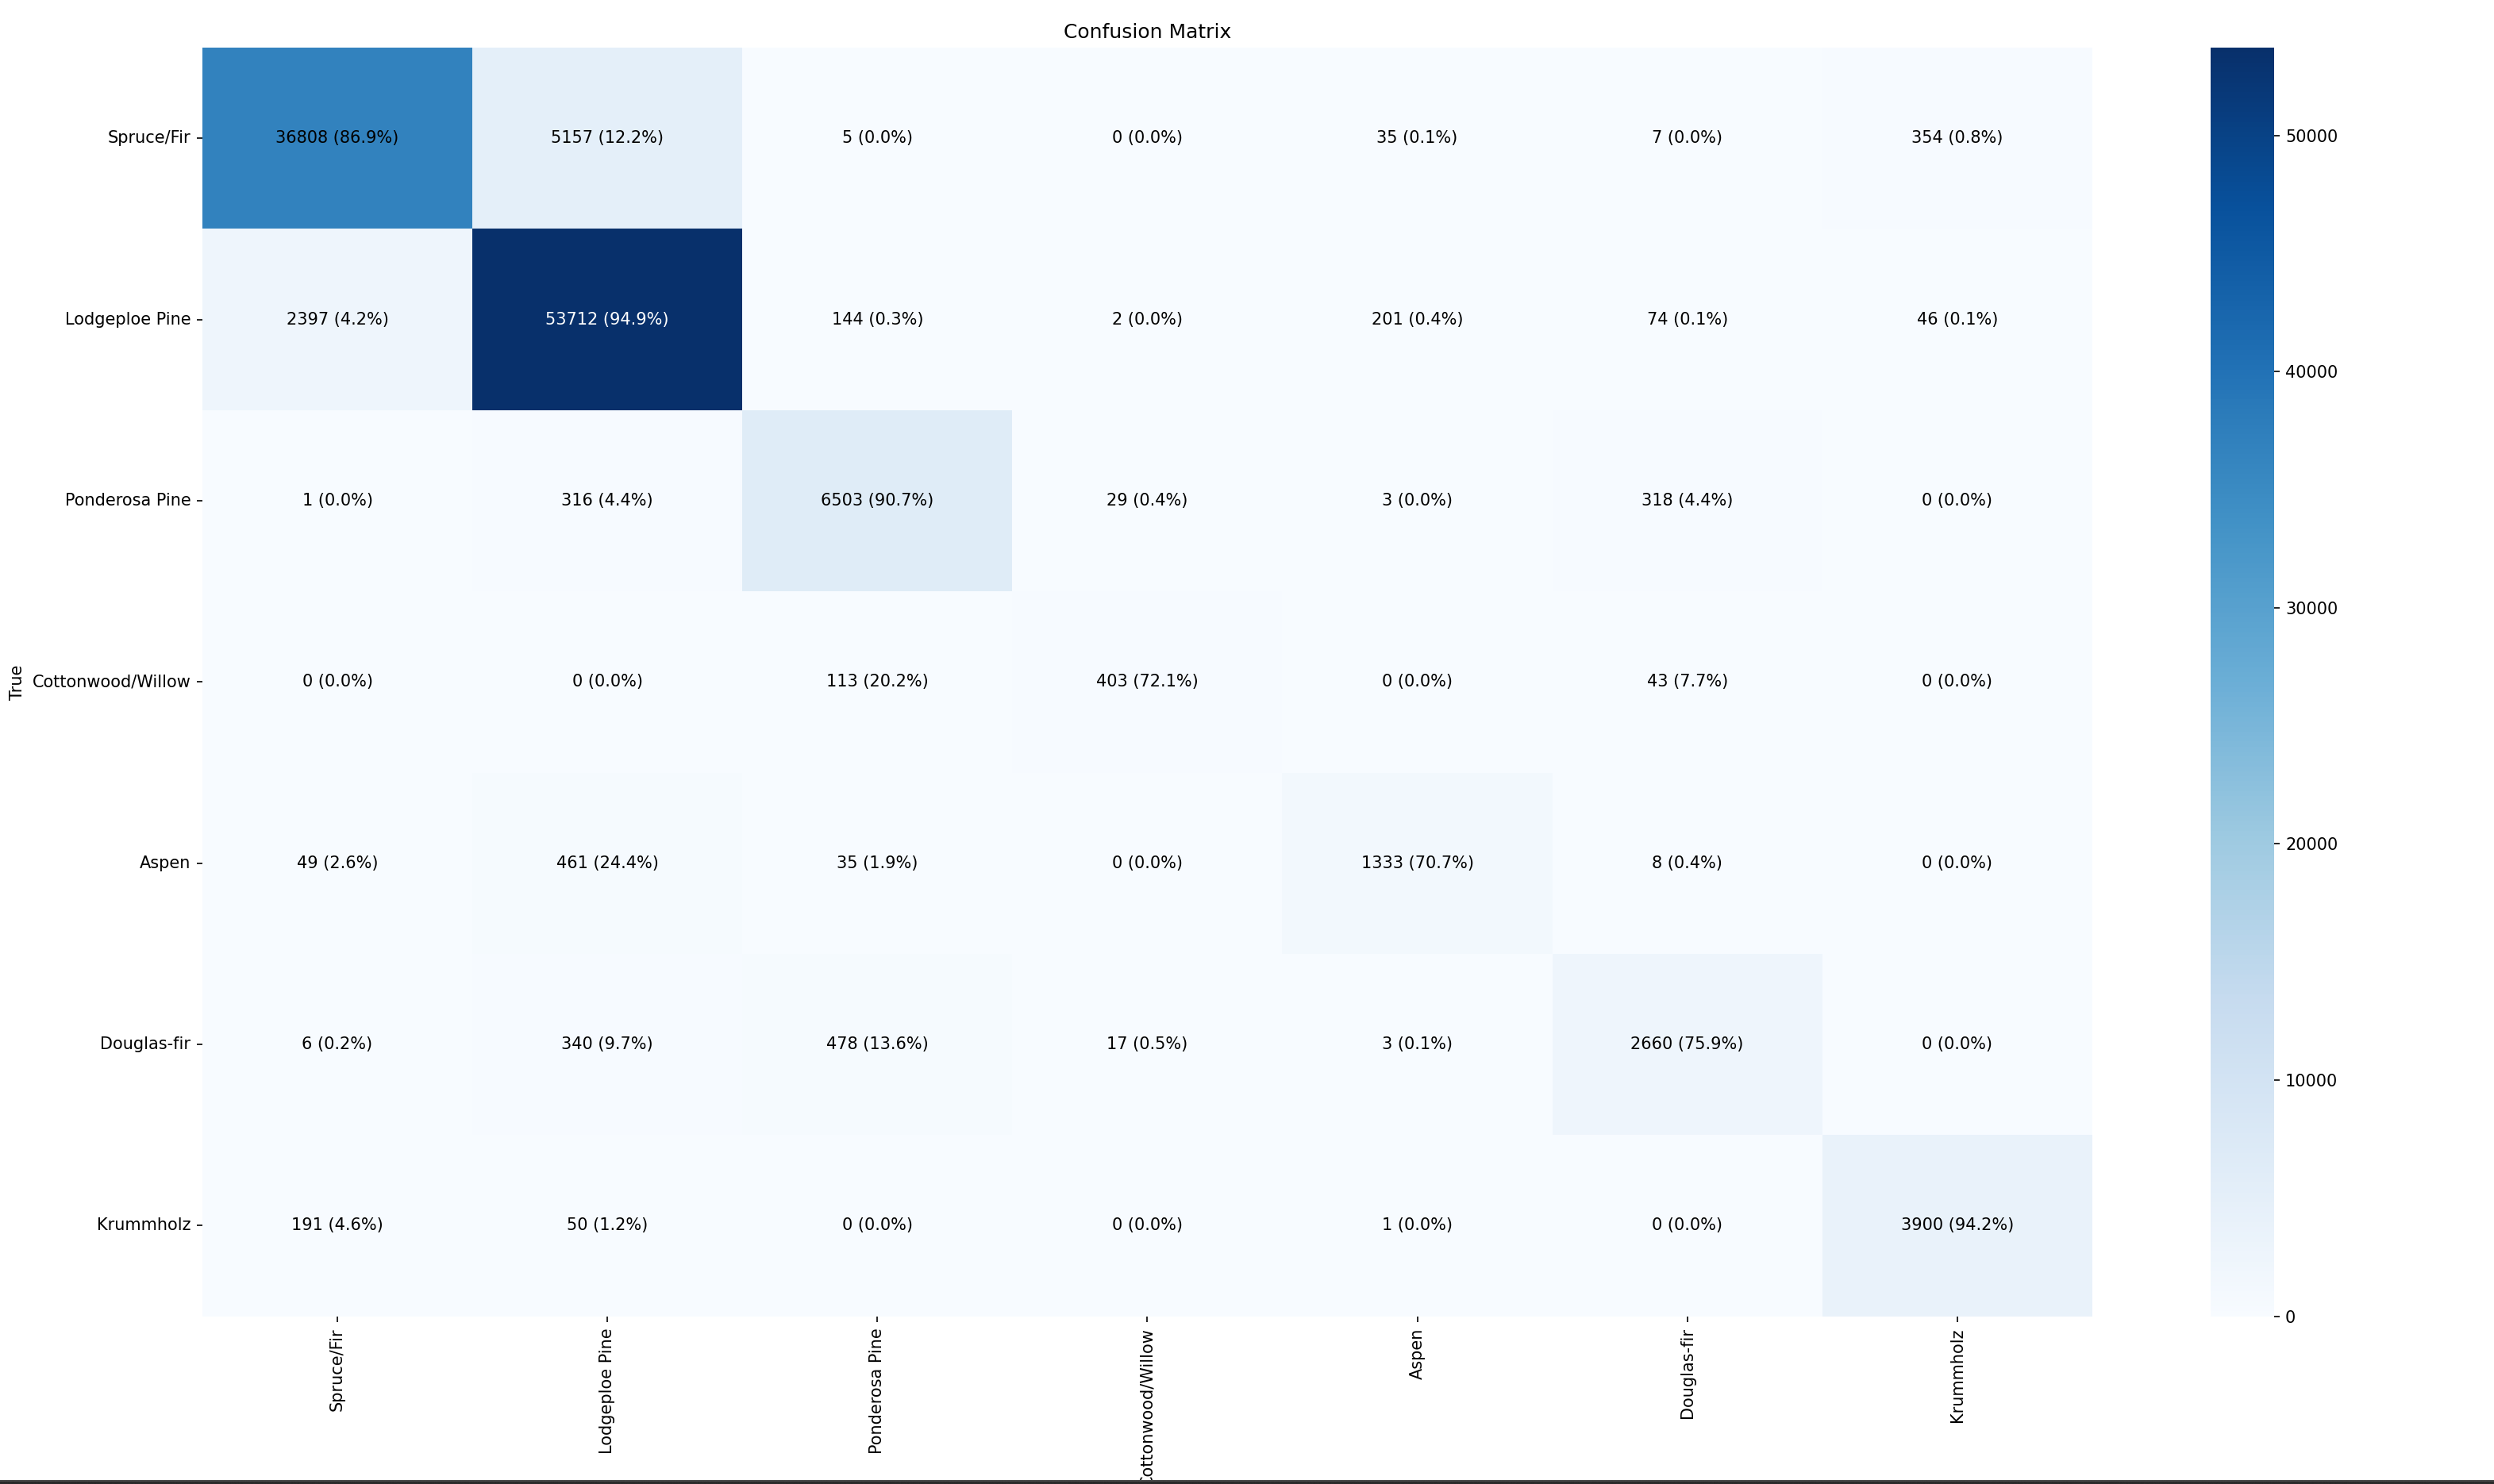 Confusion Matrix
Spruce/Fir 36808 (86.9%) 5157 (12.2%) 5 (0.0%) 0 (0.0%) 35 (0.1%) 7 (0.0%) 354 (0.8%)
Lodgeploe Pine 2397 (4.2%) 53712 (94.9%) 144 (0.3%) 2 (0.0%) 201 (0.4%) 74 (0.1%) 46 (0.1%)
Ponderosa Pine 1 (0.0%) 316 (4.4%) 6503 (90.7%) 29 (0.4%) 3 (0.0%) 318 (4.4%) 0 (0.0%)
Cottonwood/Willow 0 (0.0%) 0 (0.0%) 113 (20.2%) 403 (72.1%) 0 (0.0%) 43 (7.7%) 0 (0.0%)
Aspen 49 (2.6%) 461 (24.4%) 35 (1.9%) 0 (0.0%) 1333 (70.7%) 8 (0.4%) 0 (0.0%)
Douglas-fir 6 (0.2%) 340 (9.7%) 478 (13.6%) 17 (0.5%) 3 (0.1%) 2660 (75.9%) 0 (0.0%)
Krummholz 191 (4.6%) 50 (1.2%) 0 (0.0%) 0 (0.0%) 1 (0.0%) 0 (0.0%) 3900 (94.2%)
True
Spruce/Fir
Lodgeploe Pine
Ponderosa Pine
ottonwood/Willow
Aspen
Douglas-fir
Krummholz
50000
40000
30000
20000
10000
0